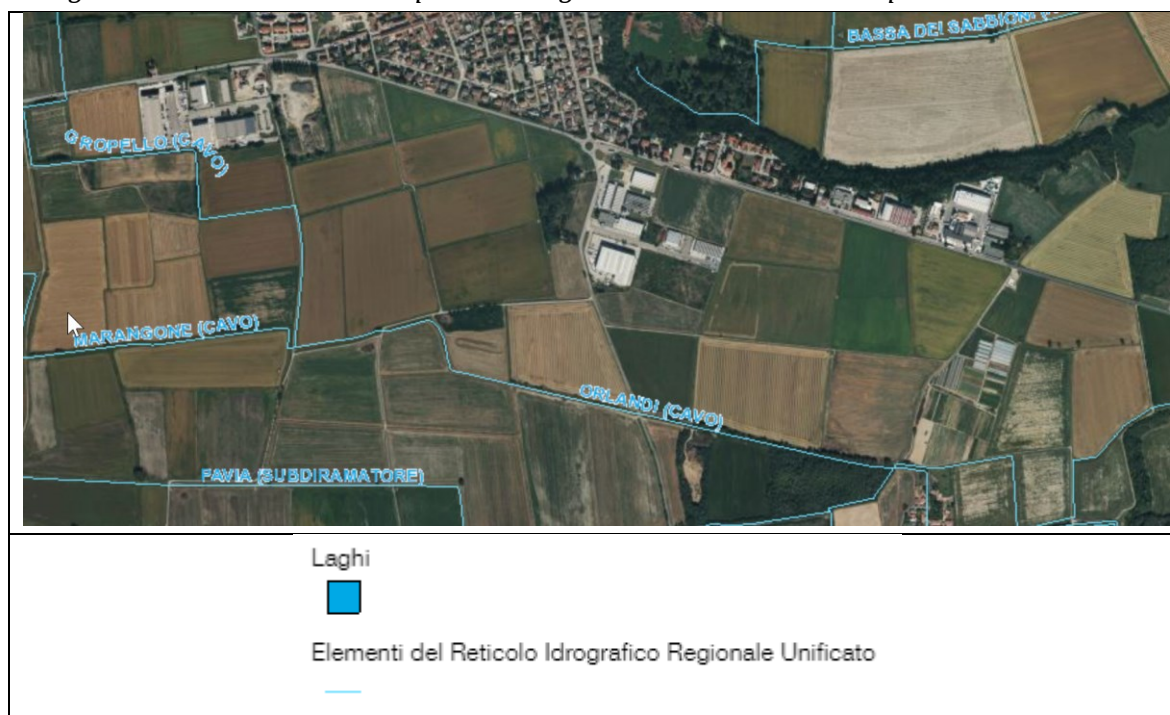 BASSA DEI SABBIONI
GROPELLO (CAVO)
MARANGONE (CAVO)
ORLANDI (CAVO)
FAVIA (SUBDIRAMATORE)
Laghi
Elementi del Reticolo Idrografico Regionale Unificato